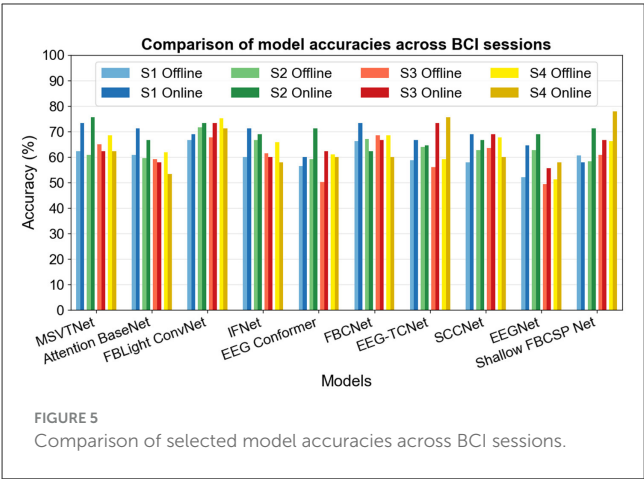 Comparison of model accuracies across BCI sessions
S1 Offline S2 Offline S3 Offline S4 Offline
S1 Online S2 Online S3 Online S4 Online
Accuracy (%)
100
90
80
70
60
50
40
30
20
10
0
MSVTNet
Attention BaseNet
FBLight ConvNet
IFNet
EEG Conformer
FBCNet
EEG-TCNet
SCCNet
EEGNet
Shallow FBCSP Net
Models
FIGURE 5
Comparison of selected model accuracies across BCI sessions.